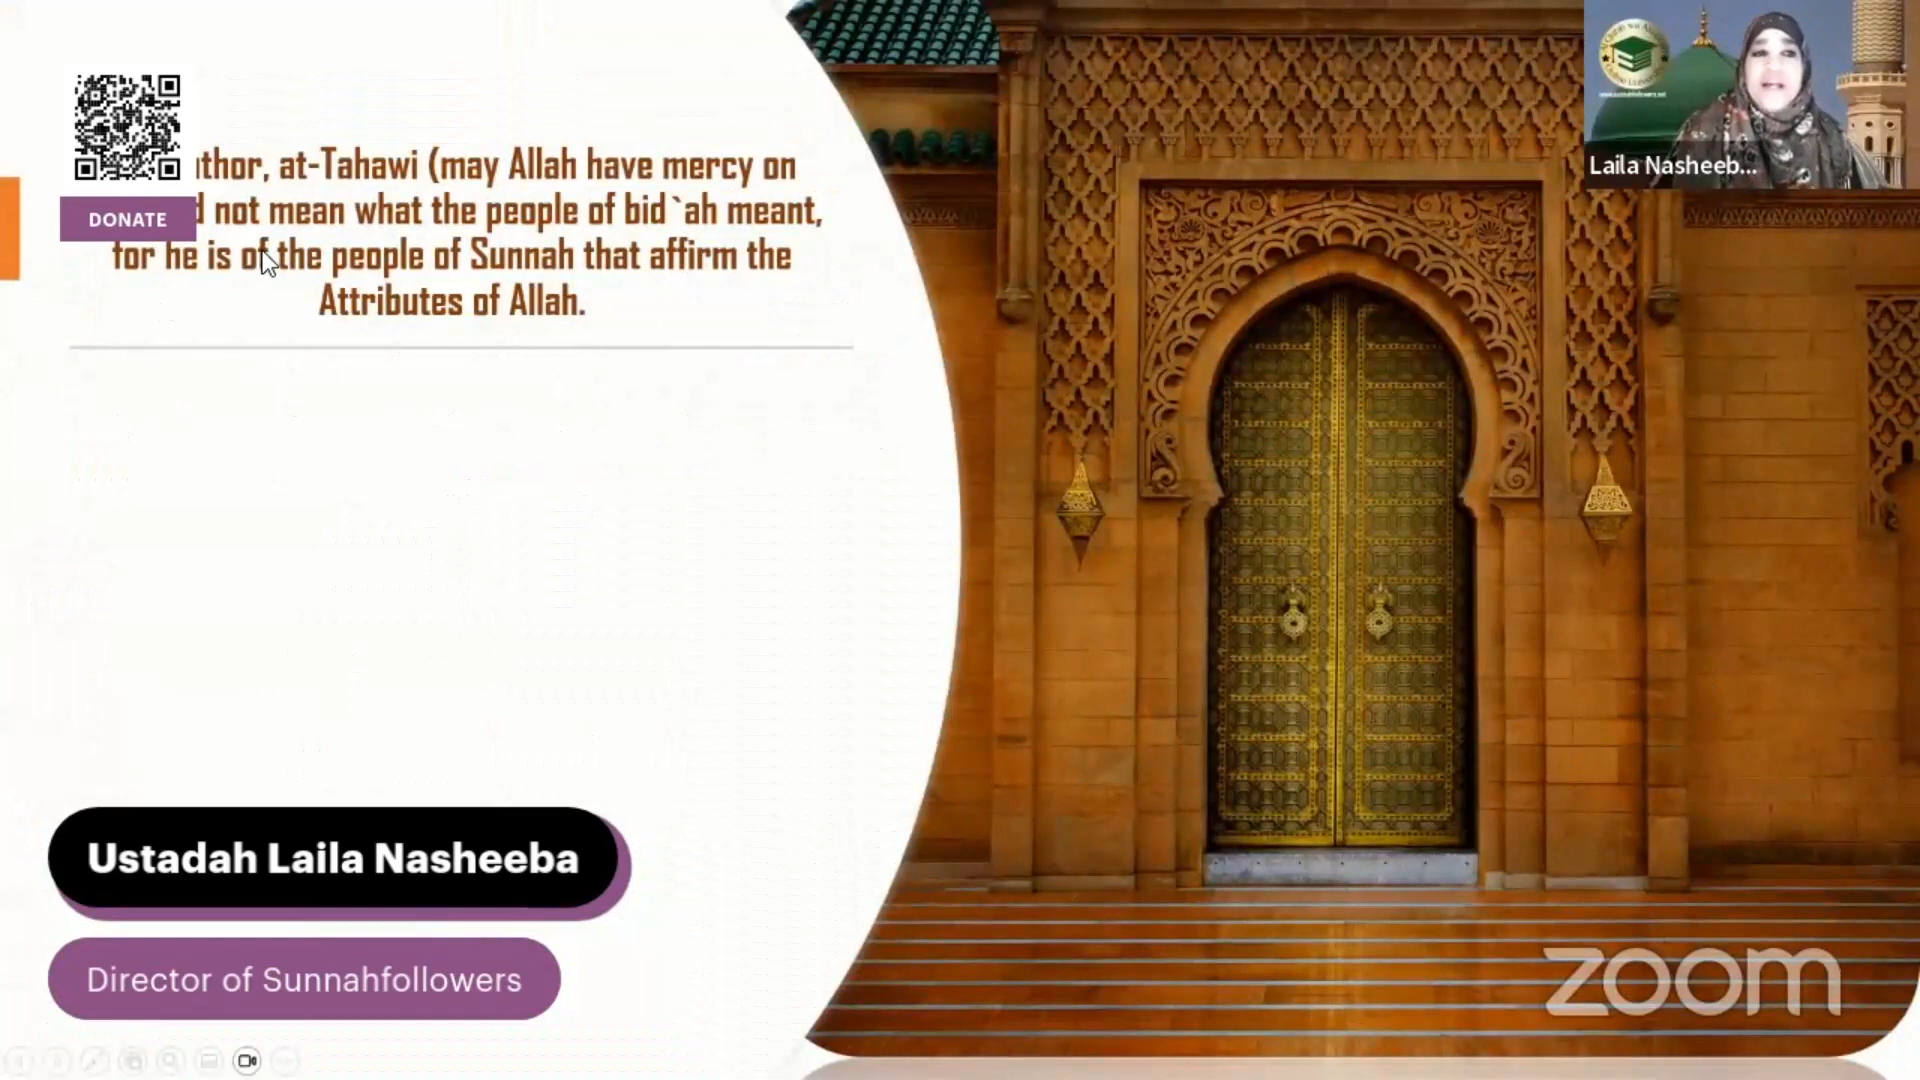 uthor, at-Tahawi (may Allah have mercy on
d not mean what the people of bid`ah meant,
for he is of the people of Sunnah that affirm the
Attributes of Allah.
DONATE
Laila Nasheeb...
Ustadah Laila Nasheeba
Director of Sunnahfollowers
zoom